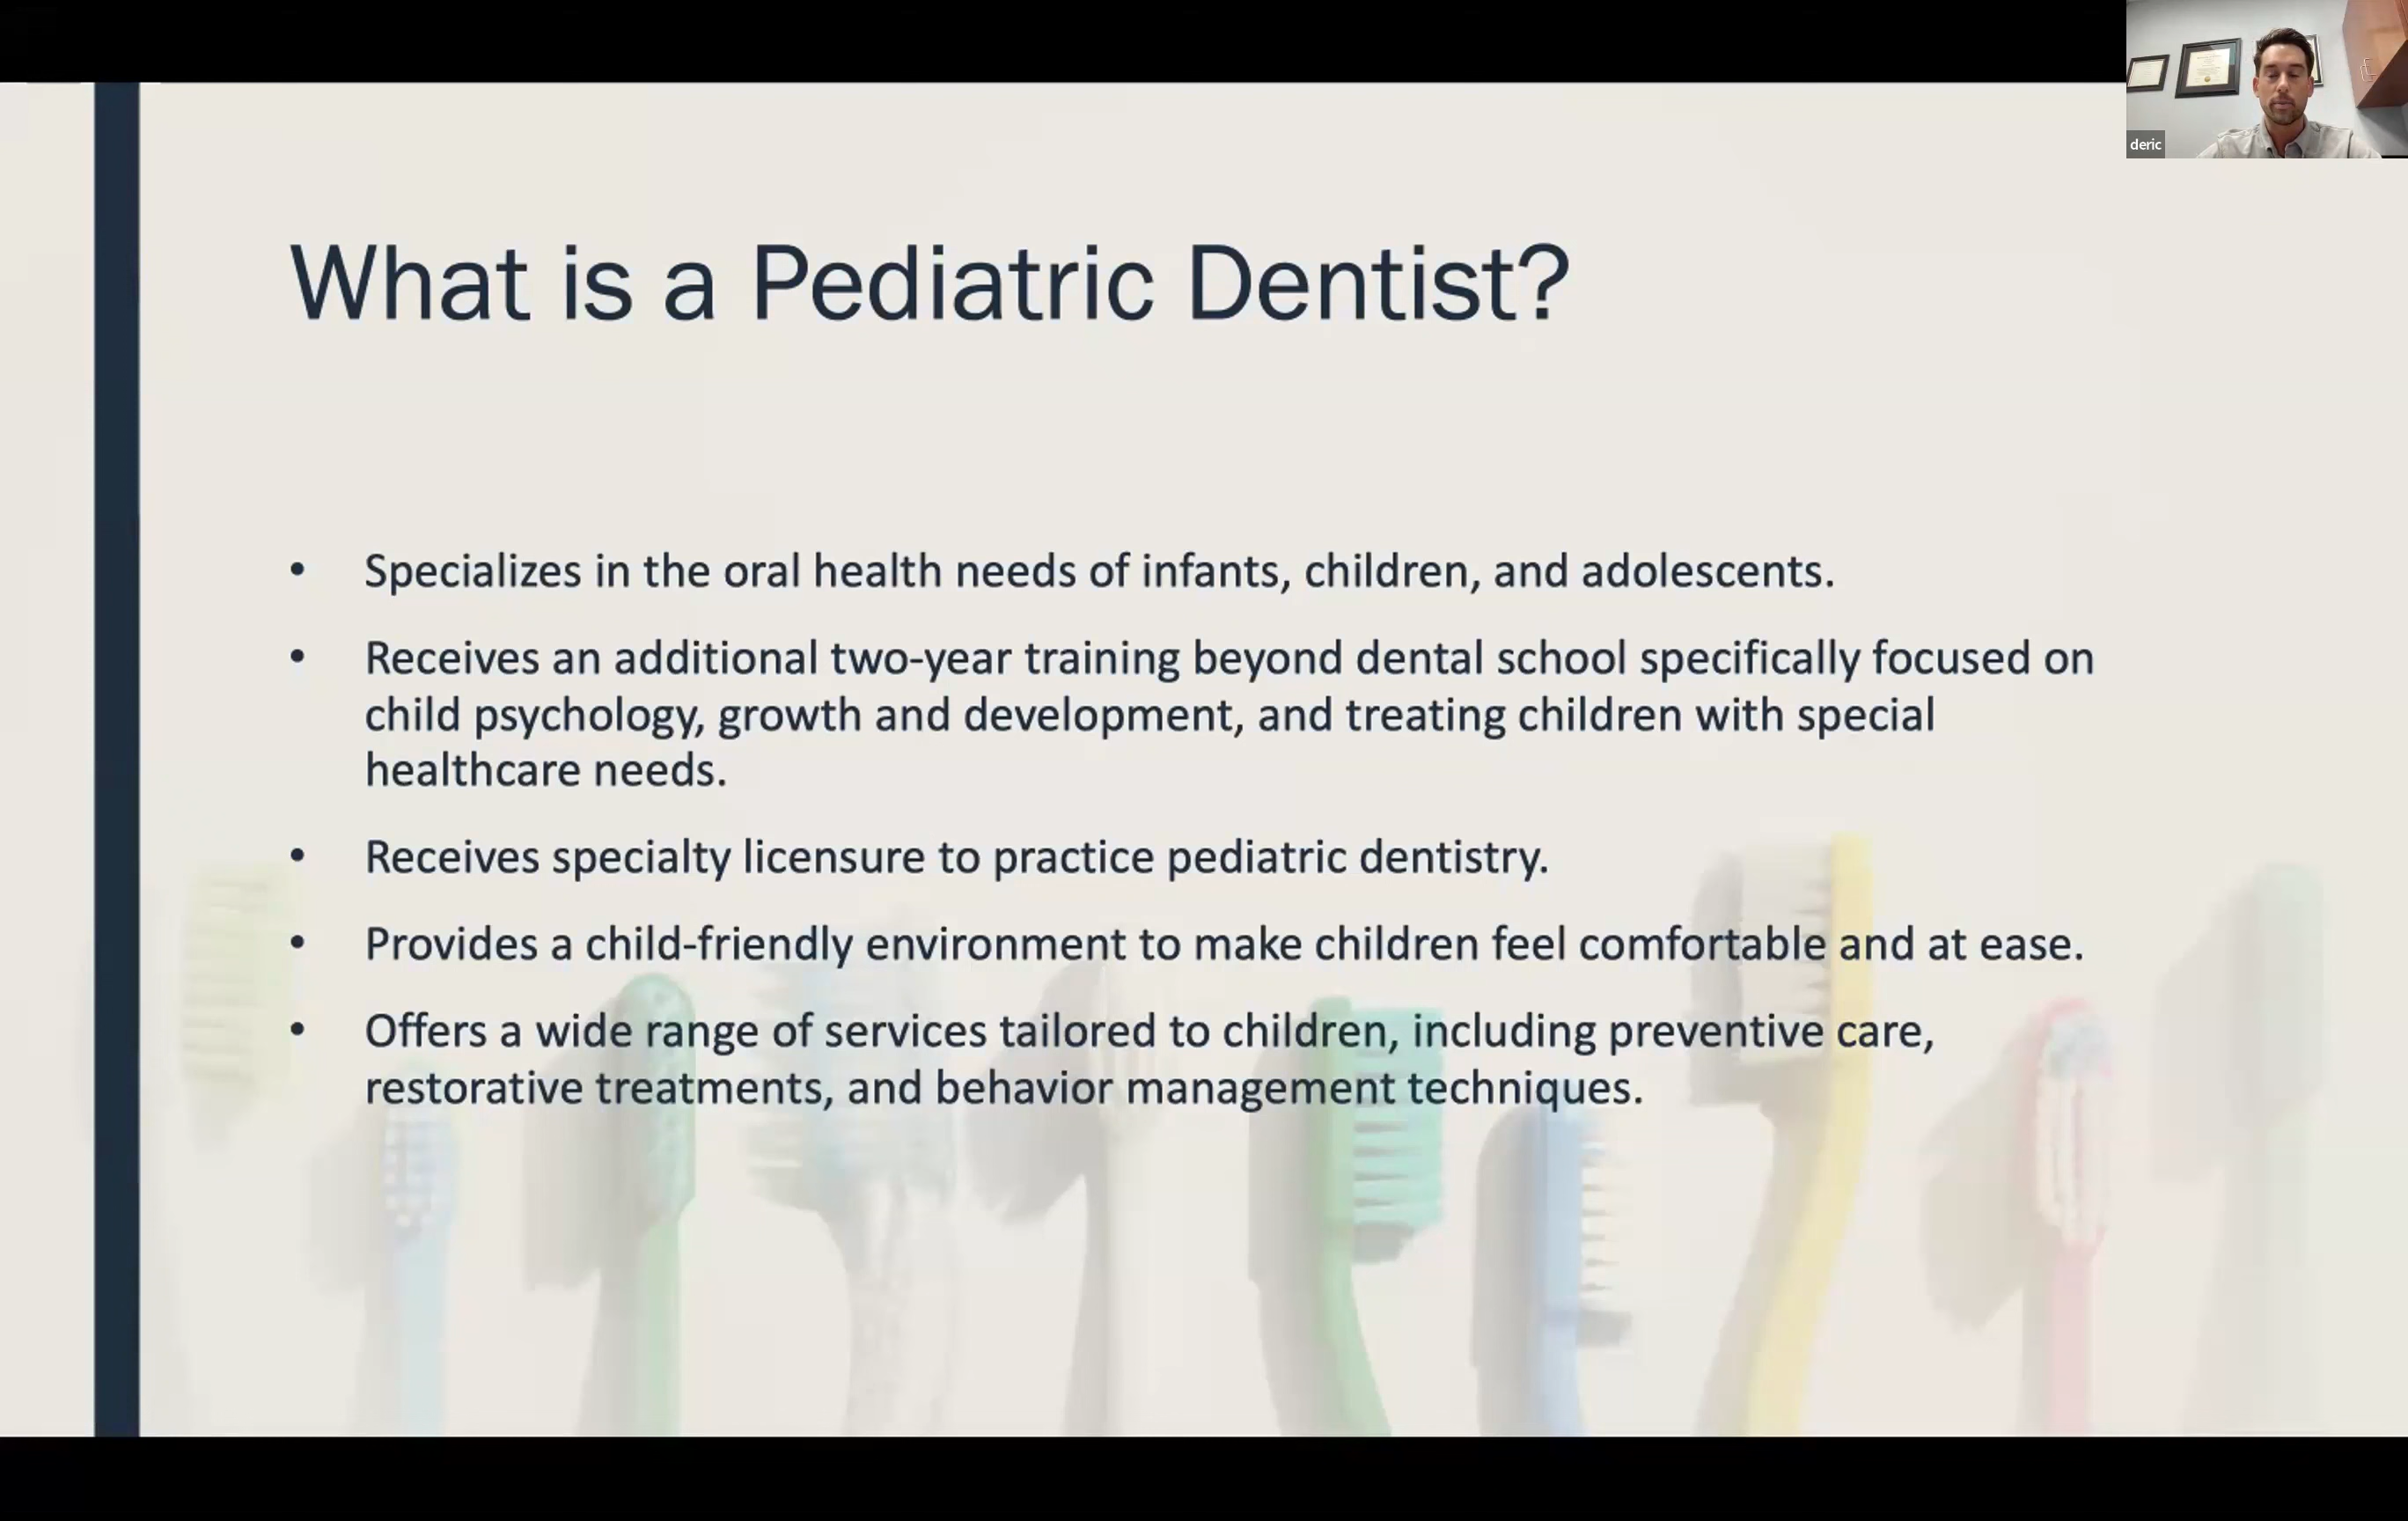 deric
What is a Pediatric Dentist?
• Specializes in the oral health needs of infants, children, and adolescents.
• Receives an additional two-year training beyond dental school specifically focused on
child psychology, growth and development, and treating children with special
healthcare needs.
• Receives specialty licensure to practice pediatric dentistry.
• Provides a child-friendly environment to make children feel comfortable and at ease.
• Offers a wide range of services tailored to children, including preventive care,
restorative treatments, and behavior management techniques.